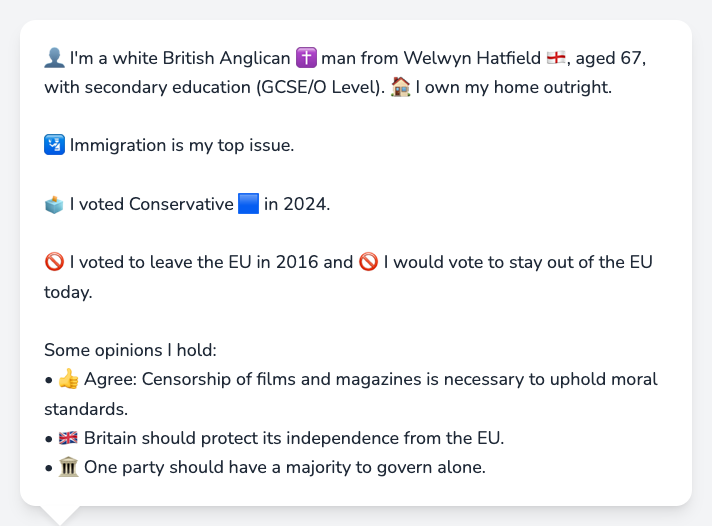 👤 I'm a white British Anglican ✝️ man from Welwyn Hatfield 🏴󠁧󠁢󠁥󠁮󠁧󠁿, aged 67,
with secondary education (GCSE/O Level). 🏠 I own my home outright.
🛂 Immigration is my top issue.
🗳️ I voted Conservative 🟦 in 2024.
🚫 I voted to leave the EU in 2016 and 🚫 I would vote to stay out of the EU
today.
Some opinions I hold:
• 👍 Agree: Censorship of films and magazines is necessary to uphold moral
standards.
• 🇬🇧 Britain should protect its independence from the EU.
• 🏛️ One party should have a majority to govern alone.